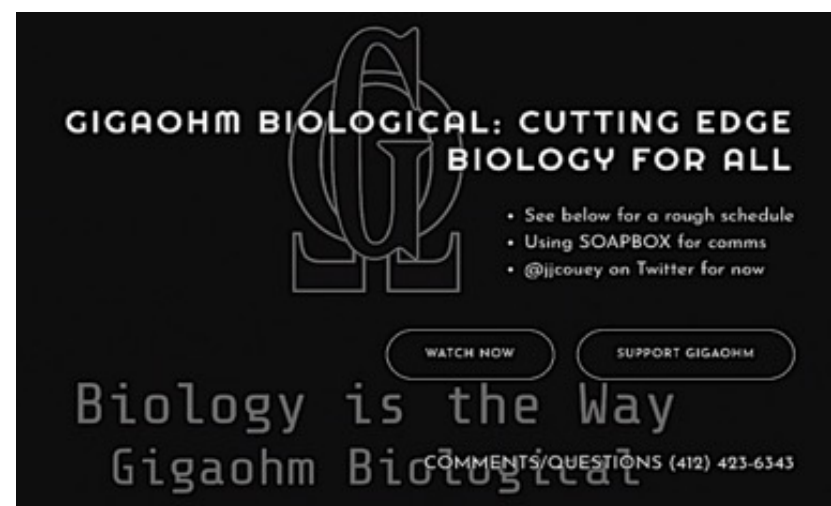 GIGAOHM BIOLOGICAL: CUTTING EDGE
BIOLOGY FOR ALL
• See below for a rough schedule
• Using SOAPBOX for comms
• @jjcouey on Twitter for now
WATCH NOW
SUPPORT GIGAOHM
Biology is the Way
Gigaohm Biological
COMMENTS/QUESTIONS (412) 423-6343